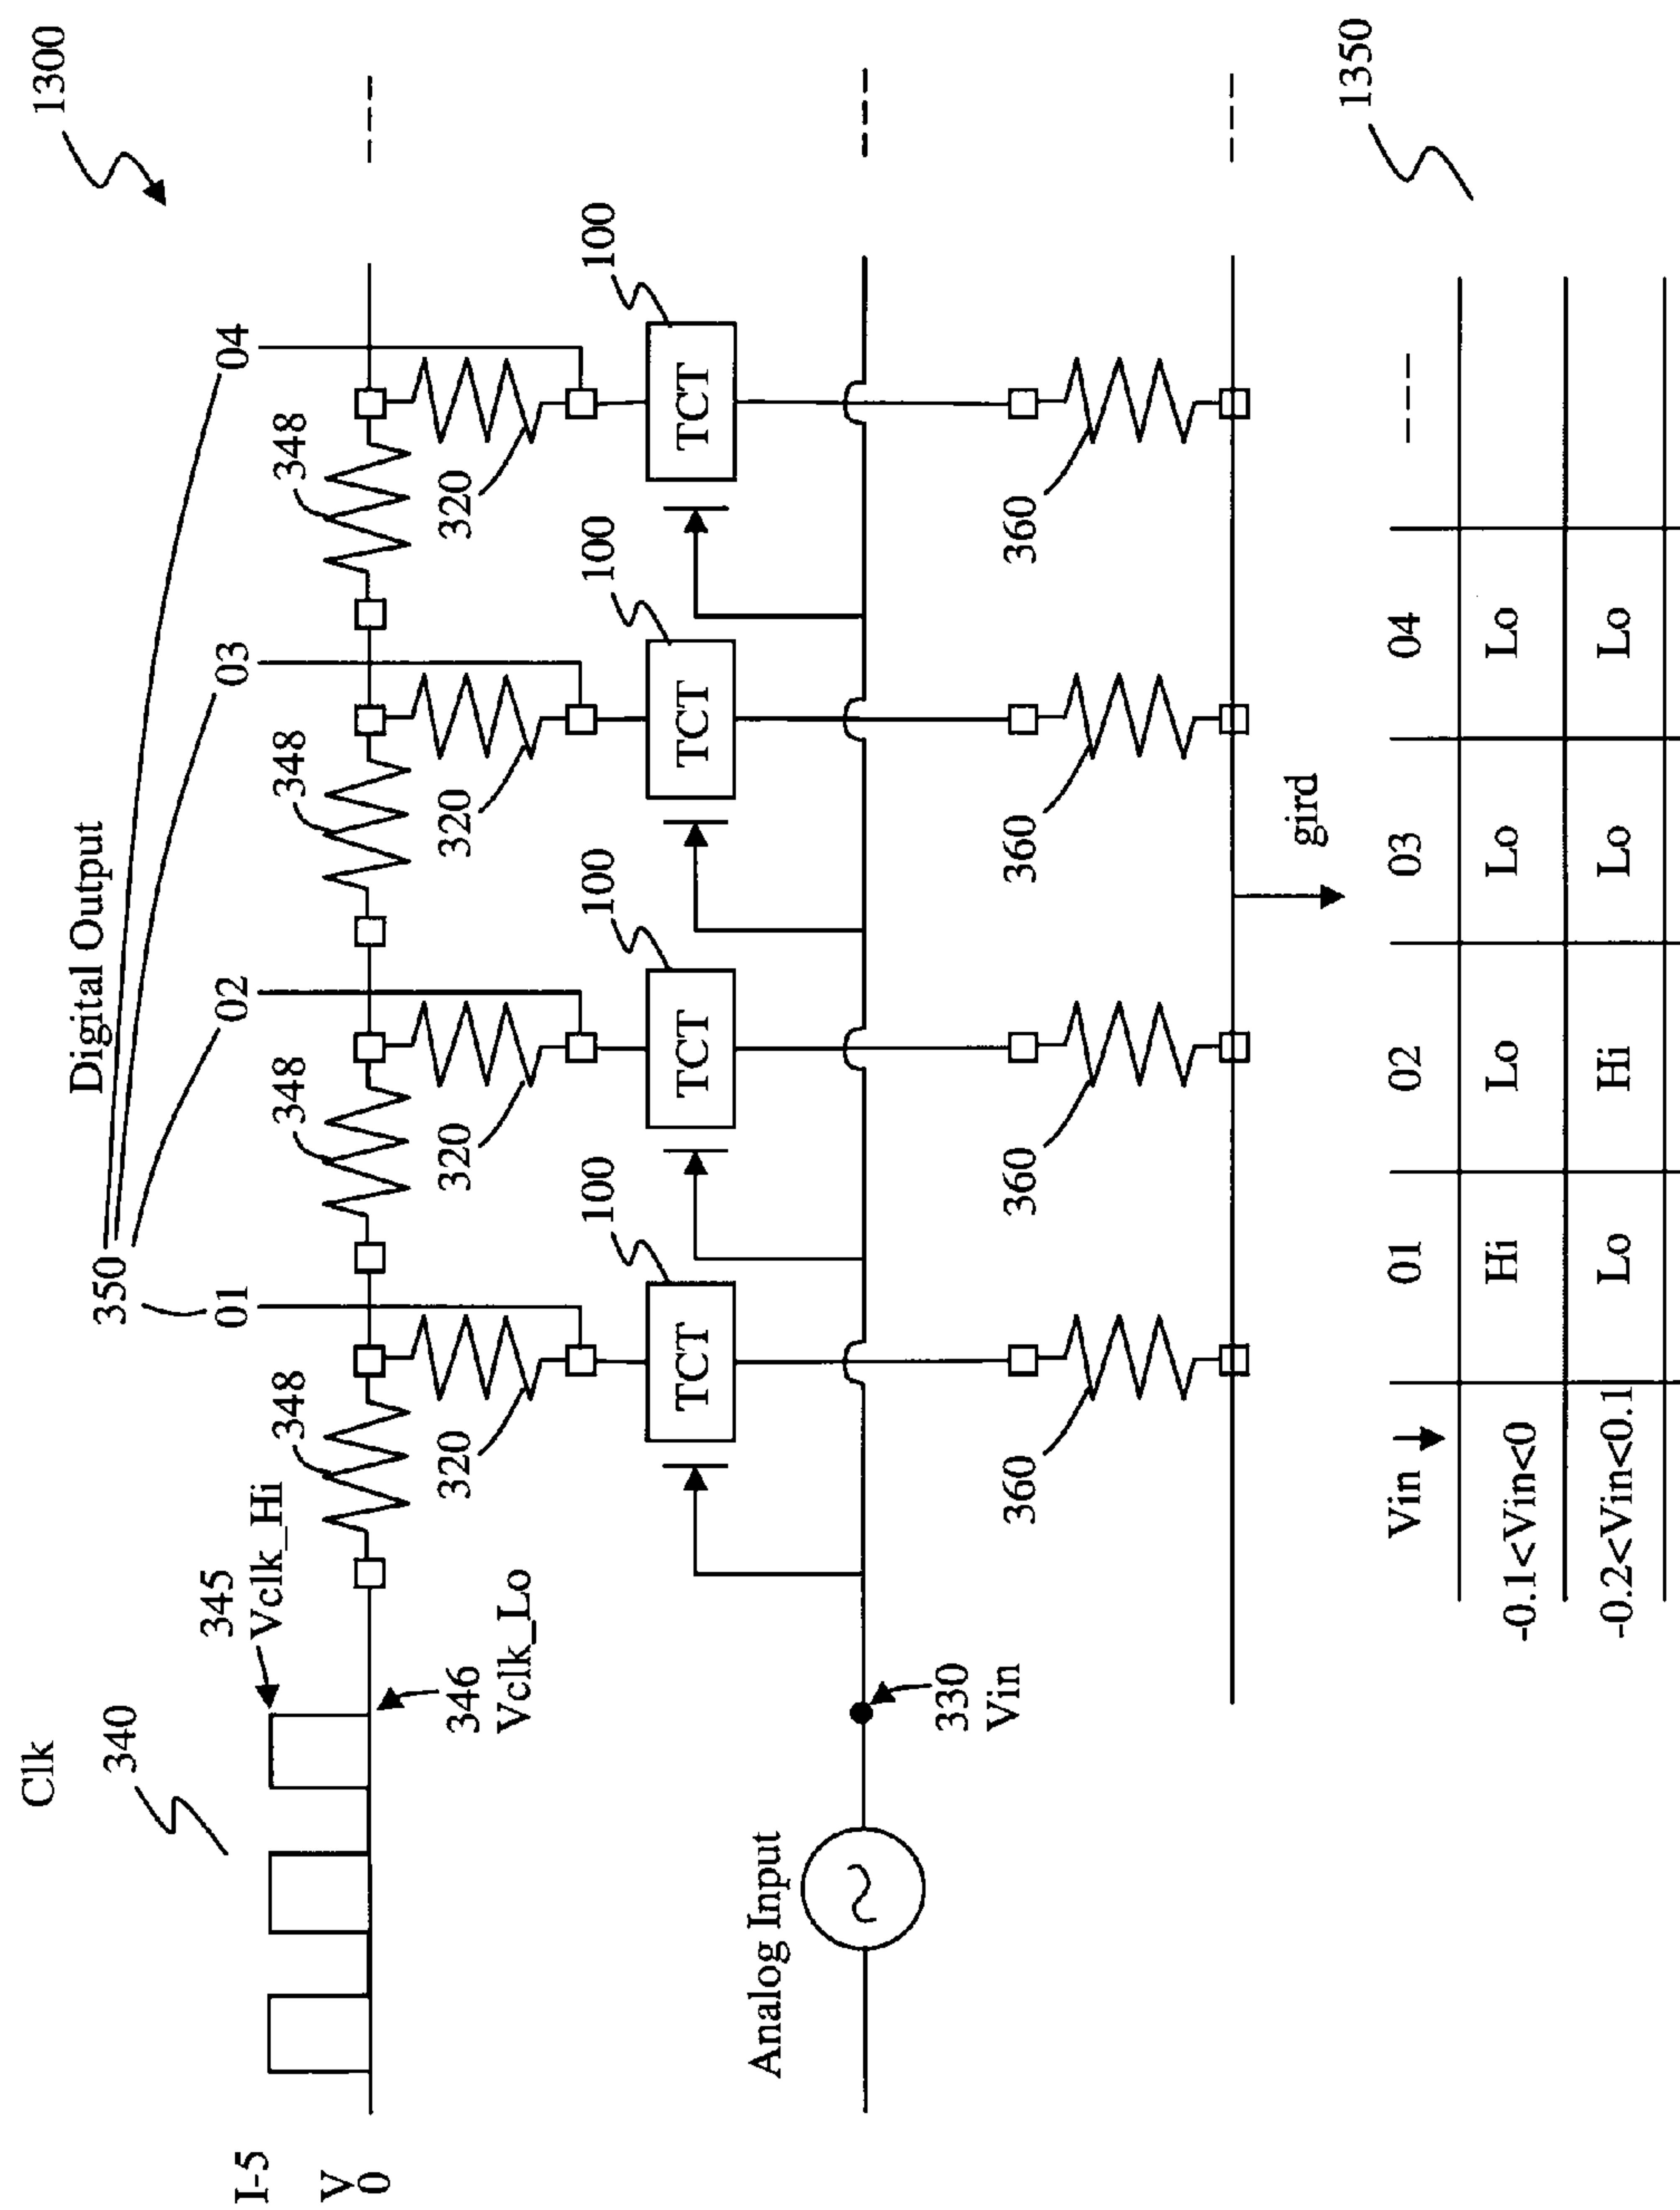 1300
Clk
340
345
Vclk_Hi
I-5
V
0
346
Vclk_Lo
Digital Output
350
01
02
03
04
348
348
348
348
320
320
320
320
100
100
100
100
TCT
TCT
TCT
TCT
Analog Input
330
Vin
360
360
360
360
gird
1350
Vin 01 02 03 04
-0.1<Vin<0 Hi Lo Lo Lo
-0.2<Vin<0.1 Lo Hi Lo Lo